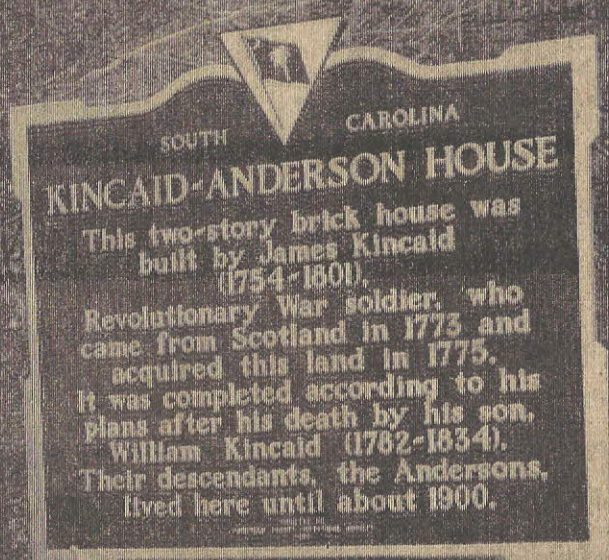 SOUTH CAROLINA
KINCAID-ANDERSON HOUSE
This two-story brick house was
built by James Kincaid
(1754-1801),
Revolutionary War soldier, who
came from Scotland in 1773 and
acquired this land in 1775.
It was completed according to his
plans after his death by his son,
William Kincaid (1782-1834).
Their descendants, the Andersons,
lived here until about 1900.